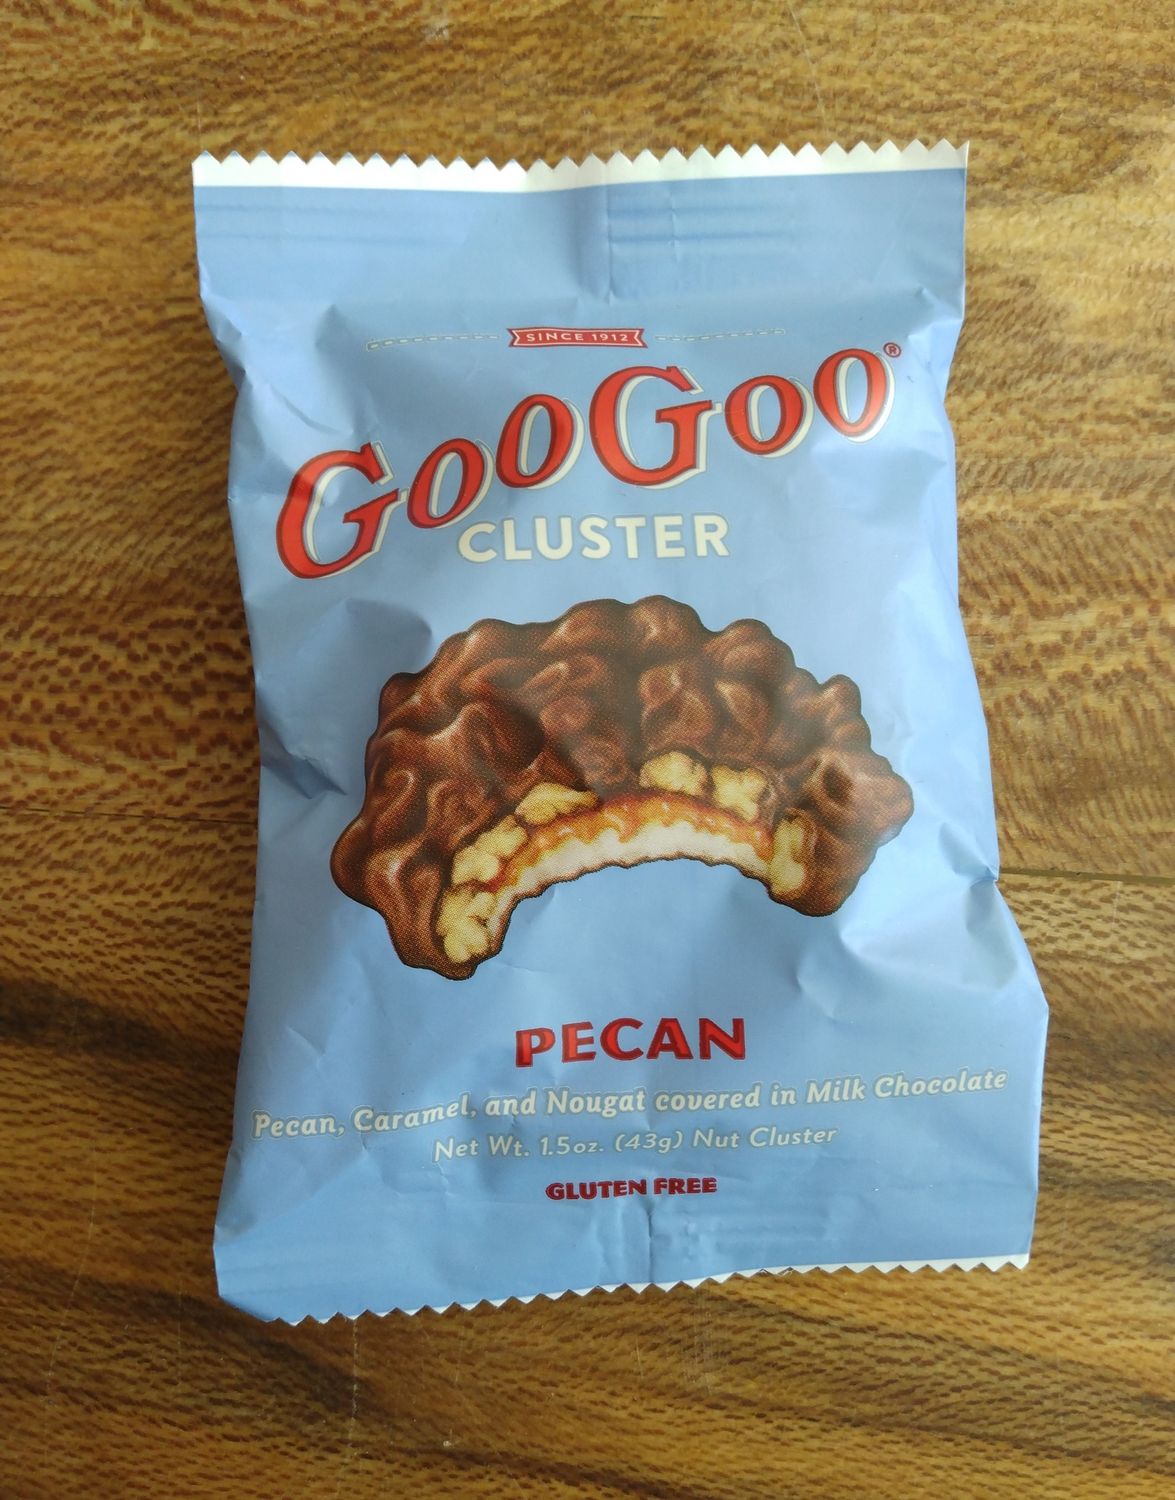 SINCE 1912
GooGoo®
CLUSTER
PECAN
Pecan, Caramel, and Nougat covered in Milk Chocolate
Net Wt. 1.5oz. (43g) Nut Cluster
GLUTEN FREE